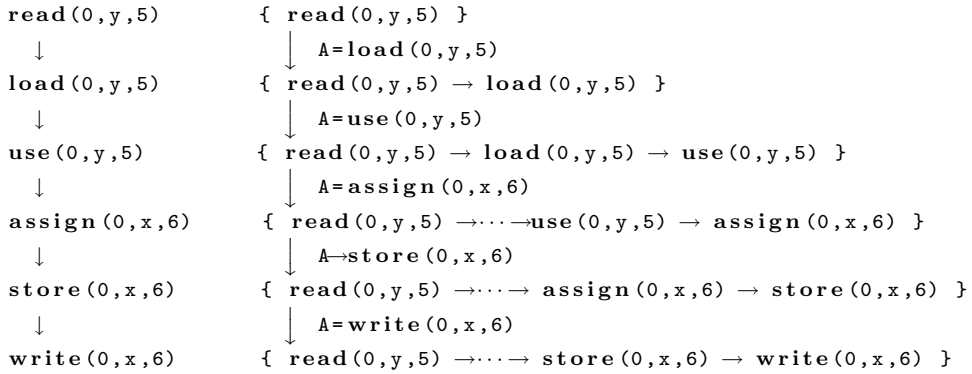 read(0,y,5) { read(0,y,5) }
↓ ↓ A=load(0,y,5)
load(0,y,5) { read(0,y,5) → load(0,y,5) }
↓ ↓ A=use(0,y,5)
use(0,y,5) { read(0,y,5) → load(0,y,5) → use(0,y,5) }
↓ ↓ A=assign(0,x,6)
assign(0,x,6) { read(0,y,5) →⋯→use(0,y,5) → assign(0,x,6) }
↓ ↓ A→store(0,x,6)
store(0,x,6) { read(0,y,5) →⋯→ assign(0,x,6) → store(0,x,6) }
↓ ↓ A=write(0,x,6)
write(0,x,6) { read(0,y,5) →⋯→ store(0,x,6) → write(0,x,6) }